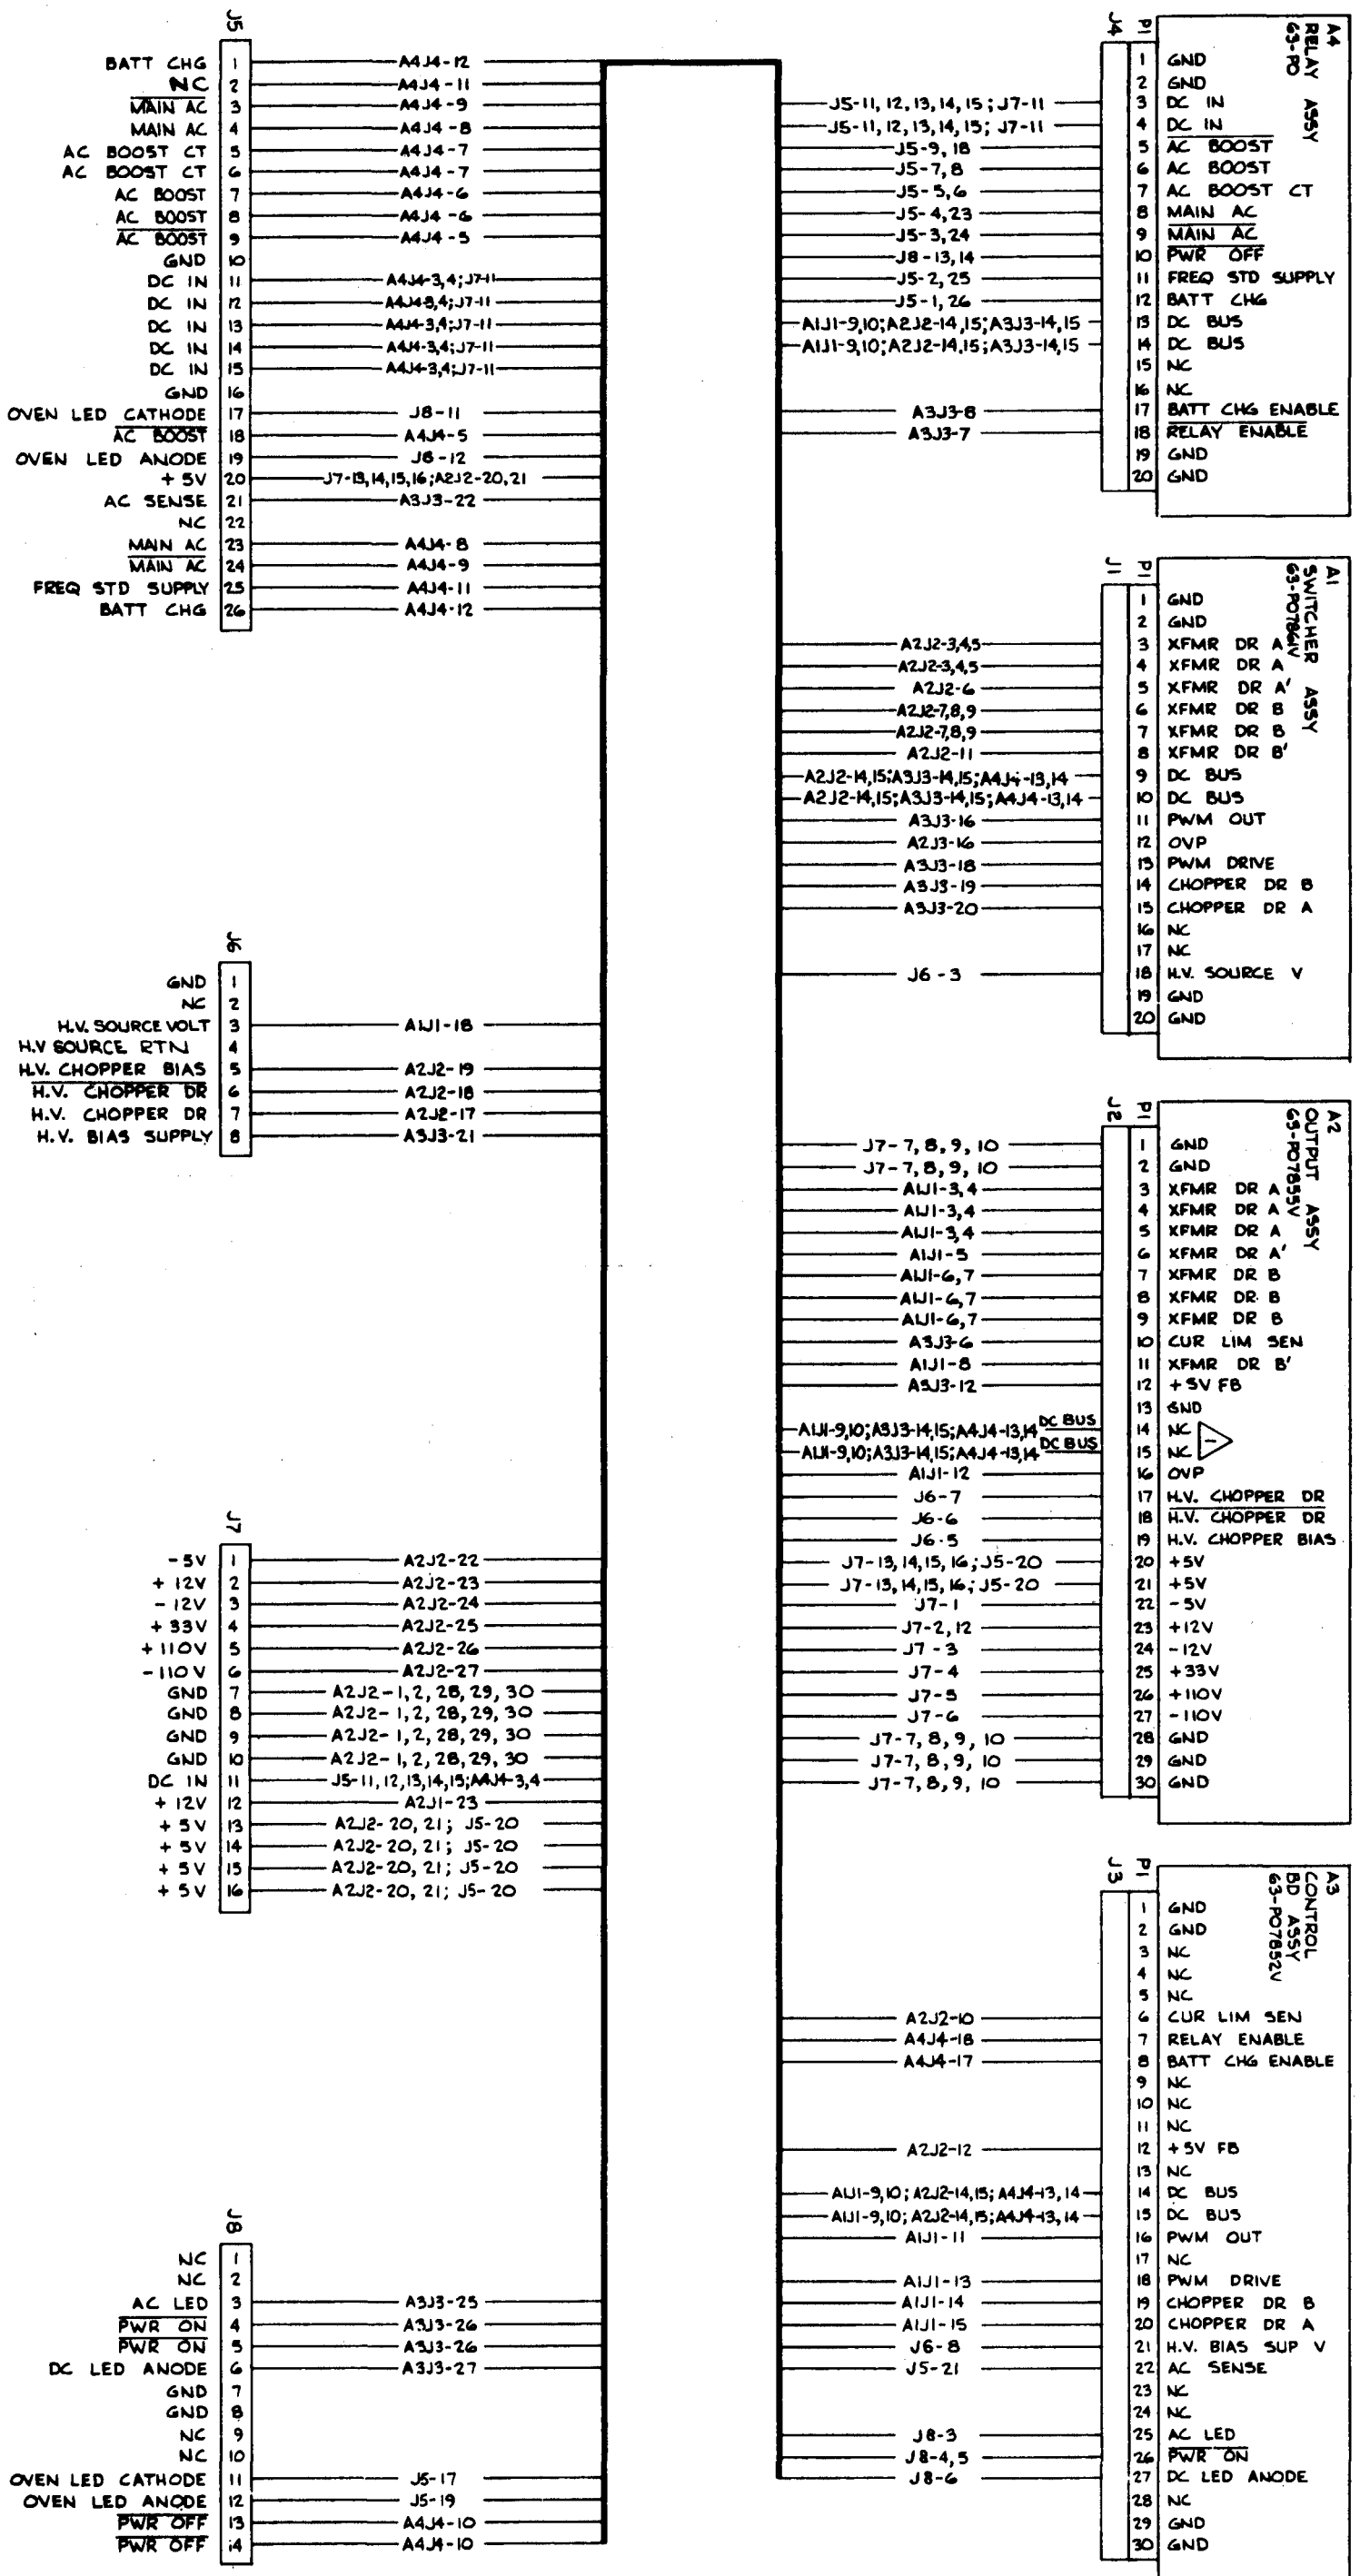 J5
BATT CHG 1 A4J4-12
NC 2 A4J4-11
MAIN AC 3 A4J4-9
MAIN AC 4 A4J4-8
AC BOOST CT 5 A4J4-7
AC BOOST CT 6 A4J4-7
AC BOOST 7 A4J4-6
AC BOOST 8 A4J4-6
AC BOOST 9 A4J4-5
GND 10
DC IN 11 A4J4-3,4;J7-11
DC IN 12 A4J4-3,4;J7-11
DC IN 13 A4J4-3,4;J7-11
DC IN 14 A4J4-3,4;J7-11
DC IN 15 A4J4-3,4;J7-11
GND 16
OVEN LED CATHODE 17 J8-11
AC BOOST 18 A4J4-5
OVEN LED ANODE 19 J8-12
+ 5V 20 J7-13,14,15,16;A2J2-20,21
AC SENSE 21 A3J3-22
NC 22
MAIN AC 23 A4J4-8
MAIN AC 24 A4J4-9
FREQ STD SUPPLY 25 A4J4-11
BATT CHG 26 A4J4-12
J6
GND 1
NC 2
H.V. SOURCE VOLT 3 A1J1-18
H.V SOURCE RTN 4
H.V. CHOPPER BIAS 5 A2J2-19
H.V. CHOPPER DR 6 A2J2-18
H.V. CHOPPER DR 7 A2J2-17
H.V. BIAS SUPPLY 8 A3J3-21
J7
-5V 1 A2J2-22
+ 12V 2 A2J2-23
- 12V 3 A2J2-24
+ 33V 4 A2J2-25
+ 110V 5 A2J2-26
- 110V 6 A2J2-27
GND 7 A2J2-1, 2, 28, 29, 30
GND 8 A2J2-1, 2, 28, 29, 30
GND 9 A2J2-1, 2, 28, 29, 30
GND 10 A2J2-1, 2, 28, 29, 30
DC IN 11 J5-11,12,13,14,15;A4J4-3,4
+ 12V 12 A2J1-23
+ 5V 13 A2J2-20, 21; J5-20
+ 5V 14 A2J2-20, 21; J5-20
+ 5V 15 A2J2-20, 21; J5-20
+ 5V 16 A2J2-20, 21; J5-20
J8
NC 1
NC 2
AC LED 3 A3J3-25
PWR ON 4 A3J3-26
PWR ON 5 A3J3-26
DC LED ANODE 6 A3J3-27
GND 7
GND 8
NC 9
NC 10
OVEN LED CATHODE 11 J5-17
OVEN LED ANODE 12 J5-19
PWR OFF 13 A4J4-10
PWR OFF 14 A4J4-10
A4
RELAY ASSY
63-PO
J4 P1
1 GND
2 GND
J5-11, 12, 13, 14, 15; J7-11 3 DC IN
J5-11, 12, 13, 14, 15; J7-11 4 DC IN
J5-9, 18 5 AC BOOST
J5-7, 8 6 AC BOOST
J5-5,6 7 AC BOOST CT
J5-4,23 8 MAIN AC
J5-3,24 9 MAIN AC
J8-13,14 10 PWR OFF
J5-2, 25 11 FREQ STD SUPPLY
J5-1, 26 12 BATT CHG
A1J1-9,10;A2J2-14,15;A3J3-14,15 13 DC BUS
A1J1-9,10;A2J2-14,15;A3J3-14,15 14 DC BUS
15 NC
16 NC
A3J3-8 17 BATT CHG ENABLE
A3J3-7 18 RELAY ENABLE
19 GND
20 GND
A1
SWITCHER ASSY
63-PO7861V
J1 P1
1 GND
2 GND
A2J2-3,4,5 3 XFMR DR A
A2J2-3,4,5 4 XFMR DR A
A2J2-6 5 XFMR DR A'
A2J2-7,8,9 6 XFMR DR B
A2J2-7,8,9 7 XFMR DR B
A2J2-11 8 XFMR DR B'
A2J2-14,15;A3J3-14,15;A4J4-13,14 9 DC BUS
A2J2-14,15;A3J3-14,15;A4J4-13,14 10 DC BUS
A3J3-16 11 PWM OUT
A2J3-16 12 OVP
A3J3-18 13 PWM DRIVE
A3J3-19 14 CHOPPER DR B
A3J3-20 15 CHOPPER DR A
16 NC
17 NC
J6-3 18 H.V. SOURCE V
19 GND
20 GND
A2
OUTPUT ASSY
63-PO7855V
J2 P1
J7-7, 8, 9, 10 1 GND
J7-7, 8, 9, 10 2 GND
A1J1-3,4 3 XFMR DR A
A1J1-3,4 4 XFMR DR A
A1J1-3,4 5 XFMR DR A
A1J1-5 6 XFMR DR A'
A1J1-6,7 7 XFMR DR B
A1J1-6,7 8 XFMR DR B
A1J1-6,7 9 XFMR DR B
A3J3-6 10 CUR LIM SEN
A1J1-8 11 XFMR DR B'
A3J3-12 12 +5V FB
13 GND
A1J1-9,10;A3J3-14,15;A4J4-13,14 DC BUS 14 NC
A1J1-9,10;A3J3-14,15;A4J4-13,14 DC BUS 15 NC
1
A1J1-12 16 OVP
J6-7 17 H.V. CHOPPER DR
J6-6 18 H.V. CHOPPER DR
J6-5 19 H.V. CHOPPER BIAS
J7-13,14,15,16;J5-20 20 +5V
J7-13,14,15,16;J5-20 21 +5V
J7-1 22 -5V
J7-2,12 23 +12V
J7-3 24 -12V
J7-4 25 +33V
J7-5 26 +110V
J7-6 27 -110V
J7-7, 8, 9, 10 28 GND
J7-7, 8, 9, 10 29 GND
J7-7, 8, 9, 10 30 GND
A3
CONTROL
BD ASSY
63-PO7852V
J3 P1
1 GND
2 GND
3 NC
4 NC
5 NC
A2J2-10 6 CUR LIM SEN
A4J4-18 7 RELAY ENABLE
A4J4-17 8 BATT CHG ENABLE
9 NC
10 NC
11 NC
A2J2-12 12 +5V FB
13 NC
A1J1-9,10; A2J2-14,15; A4J4-13,14 14 DC BUS
A1J1-9,10; A2J2-14,15;A4J4-13,14 15 DC BUS
A1J1-11 16 PWM OUT
17 NC
A1J1-13 18 PWM DRIVE
A1J1-14 19 CHOPPER DR B
A1J1-15 20 CHOPPER DR A
J6-8 21 H.V. BIAS SUP V
J5-21 22 AC SENSE
23 NC
24 NC
J8-3 25 AC LED
J8-4,5 26 PWR ON
J8-6 27 DC LED ANODE
28 NC
29 GND
30 GND